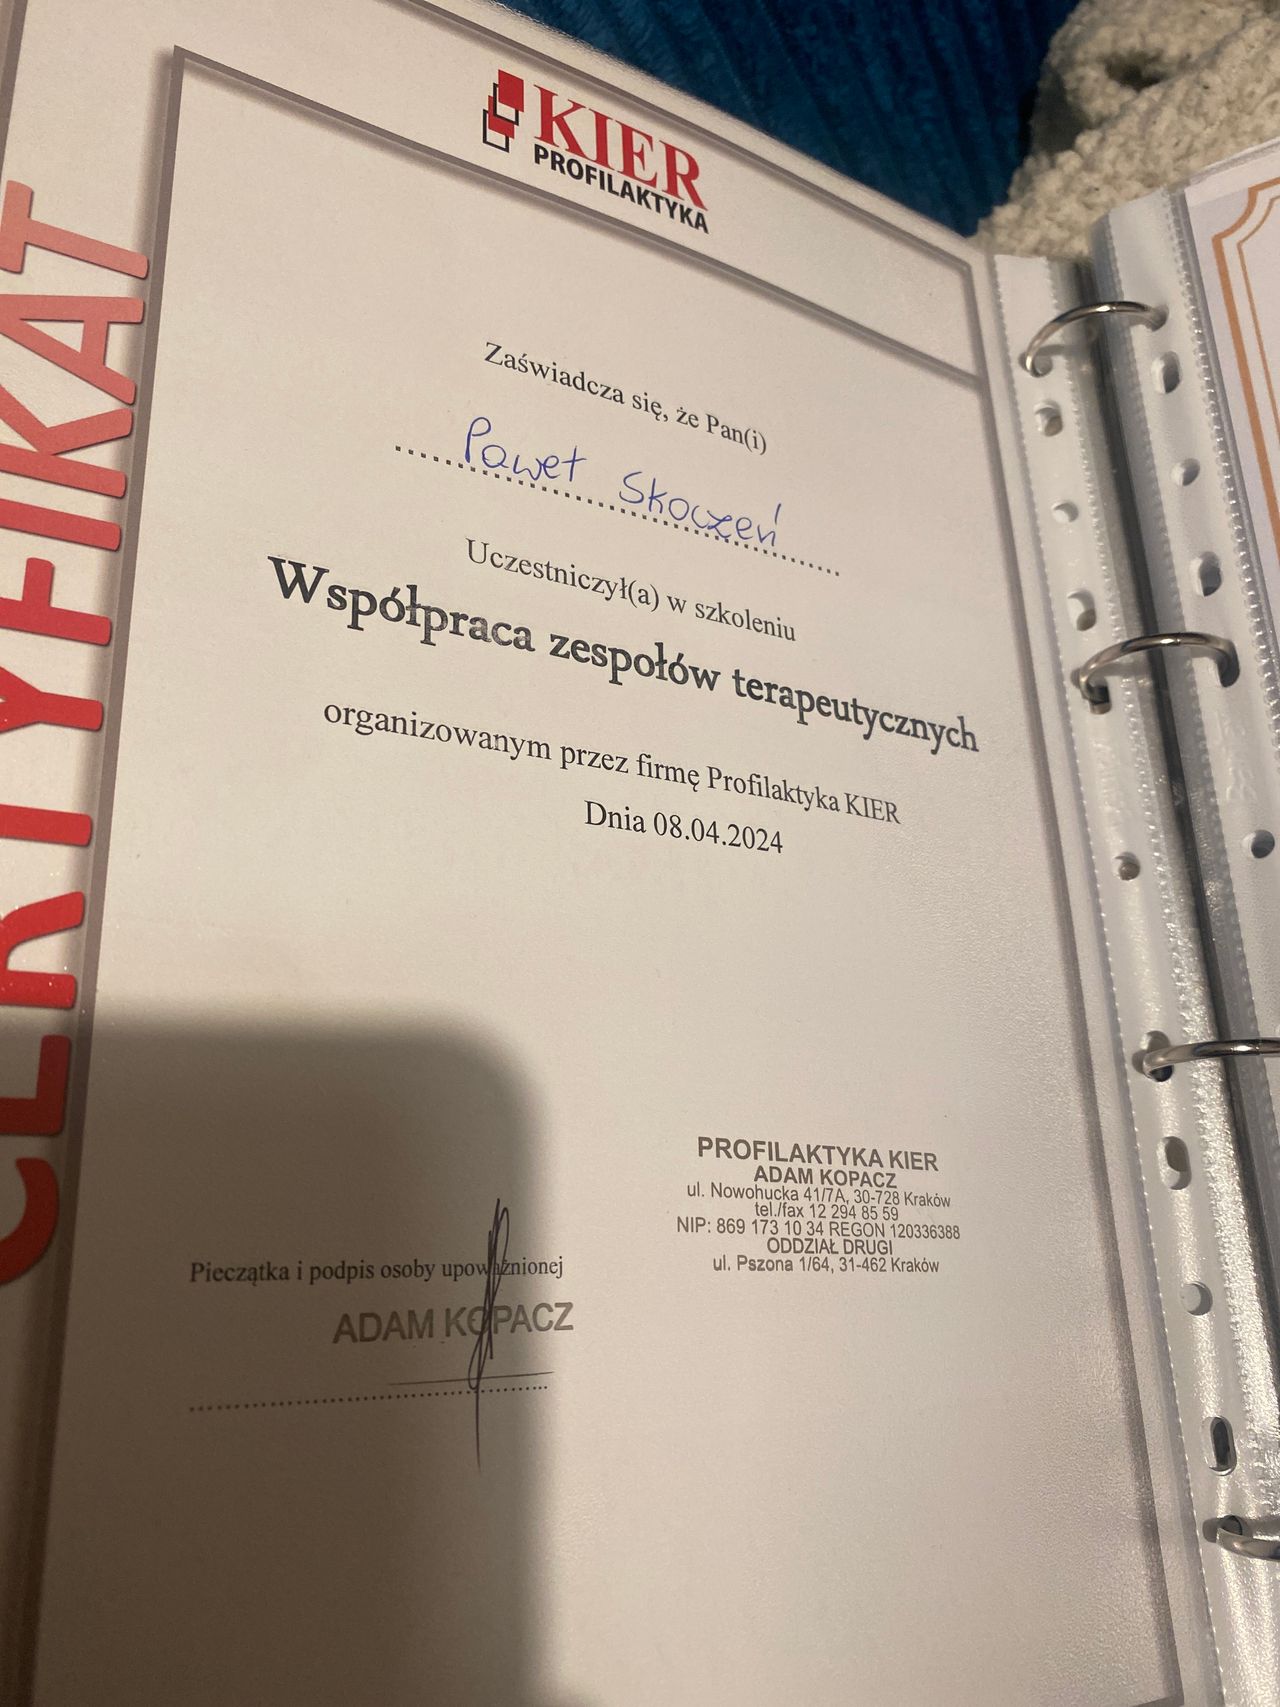 CERTYFIKAT
KIER
PROFILAKTYKA
Zaświadcza się, że Pan(i)
Paweł Skoczeń
Uczestniczył(a) w szkoleniu
Współpraca zespołów terapeutycznych
organizowanym przez firmę Profilaktyka KIER
Dnia 08.04.2024
PROFILAKTYKA KIER
ADAM KOPACZ
ul. Nowohucka 41/7A, 30-728 Kraków
tel./fax 12 294 85 59
NIP: 869 173 10 34 REGON 120336388
ODDZIAŁ DRUGI
ul. Pszona 1/64, 31-462 Kraków
Pieczątka i podpis osoby upoważnionej
ADAM KOPACZ